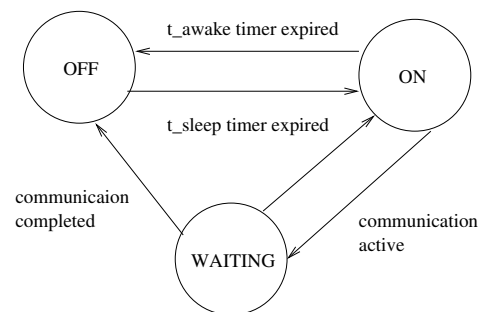 t_awake timer expired
OFF
ON
t_sleep timer expired
communicaion
completed
communication
active
WAITING